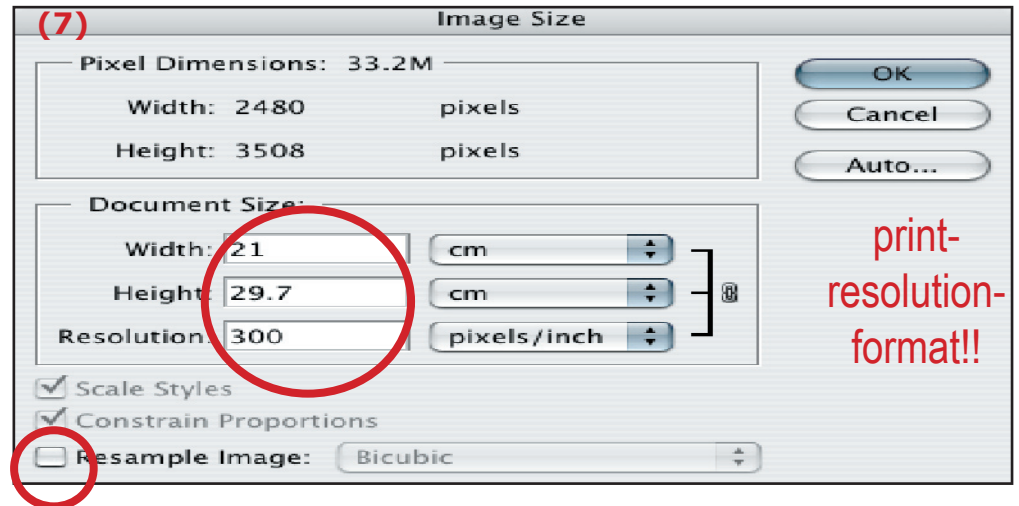 (7)
Image Size
Pixel Dimensions: 33.2M
Width: 2480 pixels
Height: 3508 pixels
OK
Cancel
Auto...
Document Size:
Width: 21 cm
Height: 29.7 cm
Resolution: 300 pixels/inch
Scale Styles
Constrain Proportions
Resample Image: Bicubic
print-
resolution-
format!!